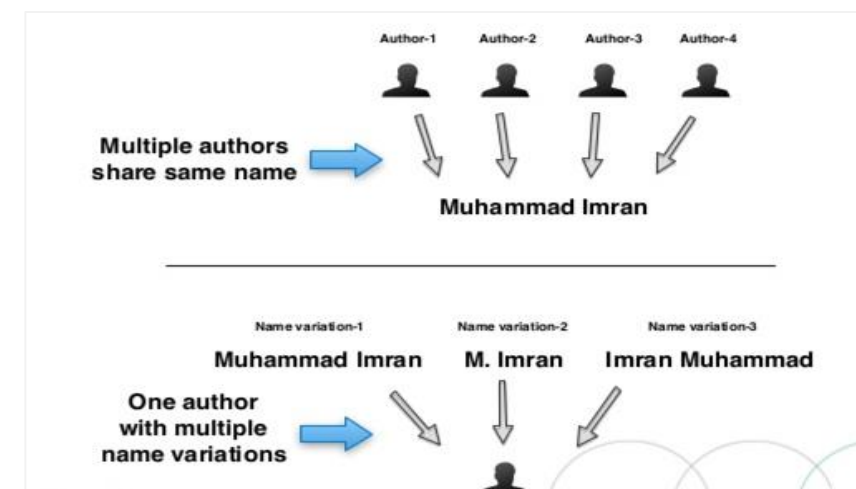 Author-1 Author-2 Author-3 Author-4
Multiple authors
share same name
Muhammad Imran
Name variation-1 Name variation-2 Name variation-3
Muhammad Imran M. Imran Imran Muhammad
One author
with multiple
name variations